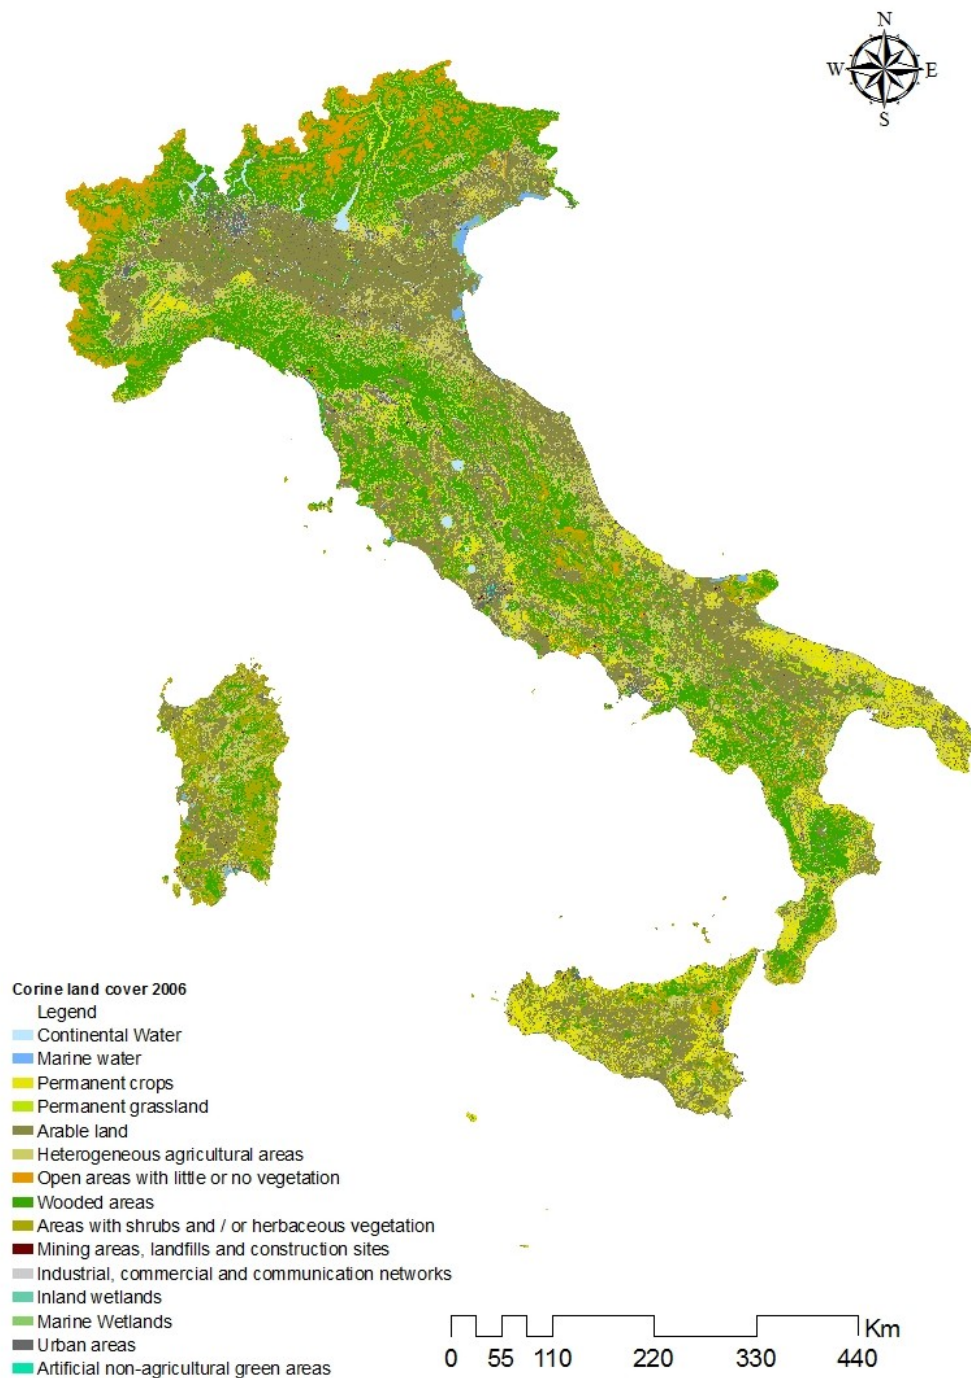 N
W E
S
Corine land cover 2006
Legend
Continental Water
Marine water
Permanent crops
Permanent grassland
Arable land
Heterogeneous agricultural areas
Open areas with little or no vegetation
Wooded areas
Areas with shrubs and / or herbaceous vegetation
Mining areas, landfills and construction sites
Industrial, commercial and communication networks
Inland wetlands
Marine Wetlands
Urban areas
Artificial non-agricultural green areas
Km
0 55 110 220 330 440